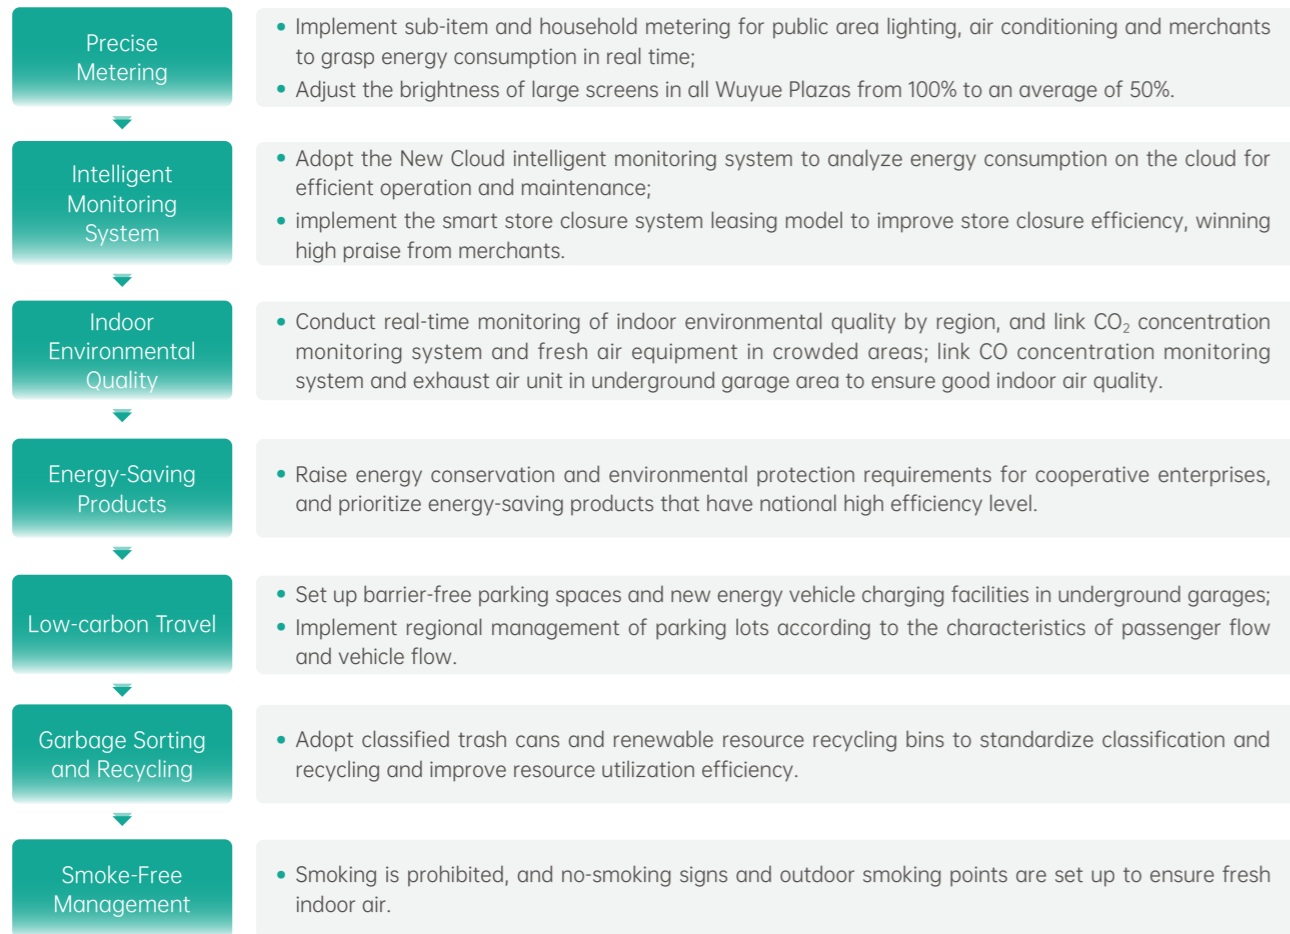 Precise
Metering
• Implement sub-item and household metering for public area lighting, air conditioning and merchants
to grasp energy consumption in real time;
• Adjust the brightness of large screens in all Wuyue Plazas from 100% to an average of 50%.
Intelligent
Monitoring
System
• Adopt the New Cloud intelligent monitoring system to analyze energy consumption on the cloud for
efficient operation and maintenance;
• implement the smart store closure system leasing model to improve store closure efficiency, winning
high praise from merchants.
Indoor
Environmental
Quality
• Conduct real-time monitoring of indoor environmental quality by region, and link CO₂ concentration
monitoring system and fresh air equipment in crowded areas; link CO concentration monitoring
system and exhaust air unit in underground garage area to ensure good indoor air quality.
Energy-Saving
Products
• Raise energy conservation and environmental protection requirements for cooperative enterprises,
and prioritize energy-saving products that have national high efficiency level.
Low-carbon Travel
• Set up barrier-free parking spaces and new energy vehicle charging facilities in underground garages;
• Implement regional management of parking lots according to the characteristics of passenger flow
and vehicle flow.
Garbage Sorting
and Recycling
• Adopt classified trash cans and renewable resource recycling bins to standardize classification and
recycling and improve resource utilization efficiency.
Smoke-Free
Management
• Smoking is prohibited, and no-smoking signs and outdoor smoking points are set up to ensure fresh
indoor air.